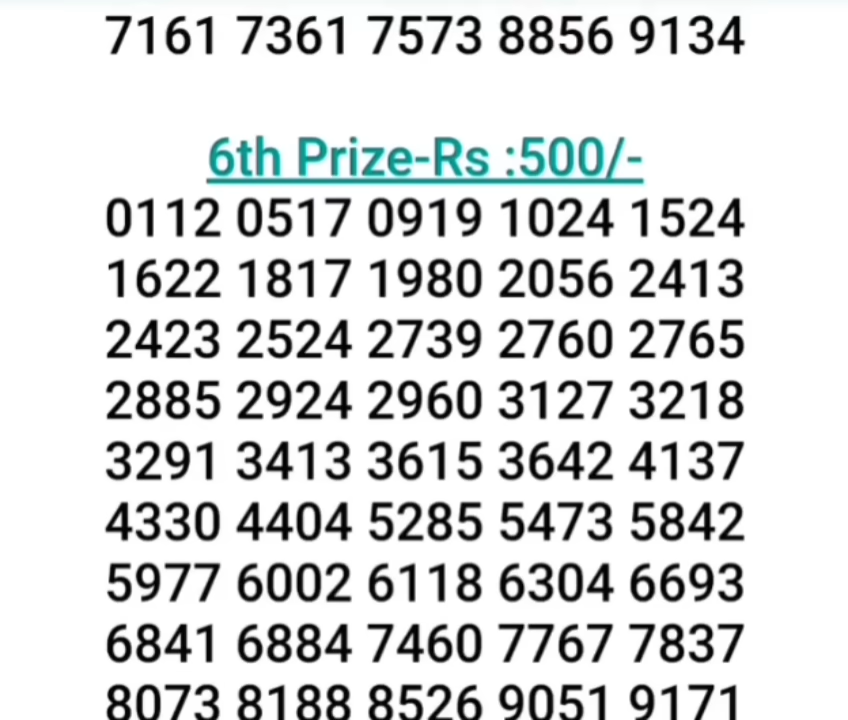 7161 7361 7573 8856 9134
6th Prize-Rs :500/-
0112 0517 0919 1024 1524
1622 1817 1980 2056 2413
2423 2524 2739 2760 2765
2885 2924 2960 3127 3218
3291 3413 3615 3642 4137
4330 4404 5285 5473 5842
5977 6002 6118 6304 6693
6841 6884 7460 7767 7837
8073 8188 8526 9051 9171